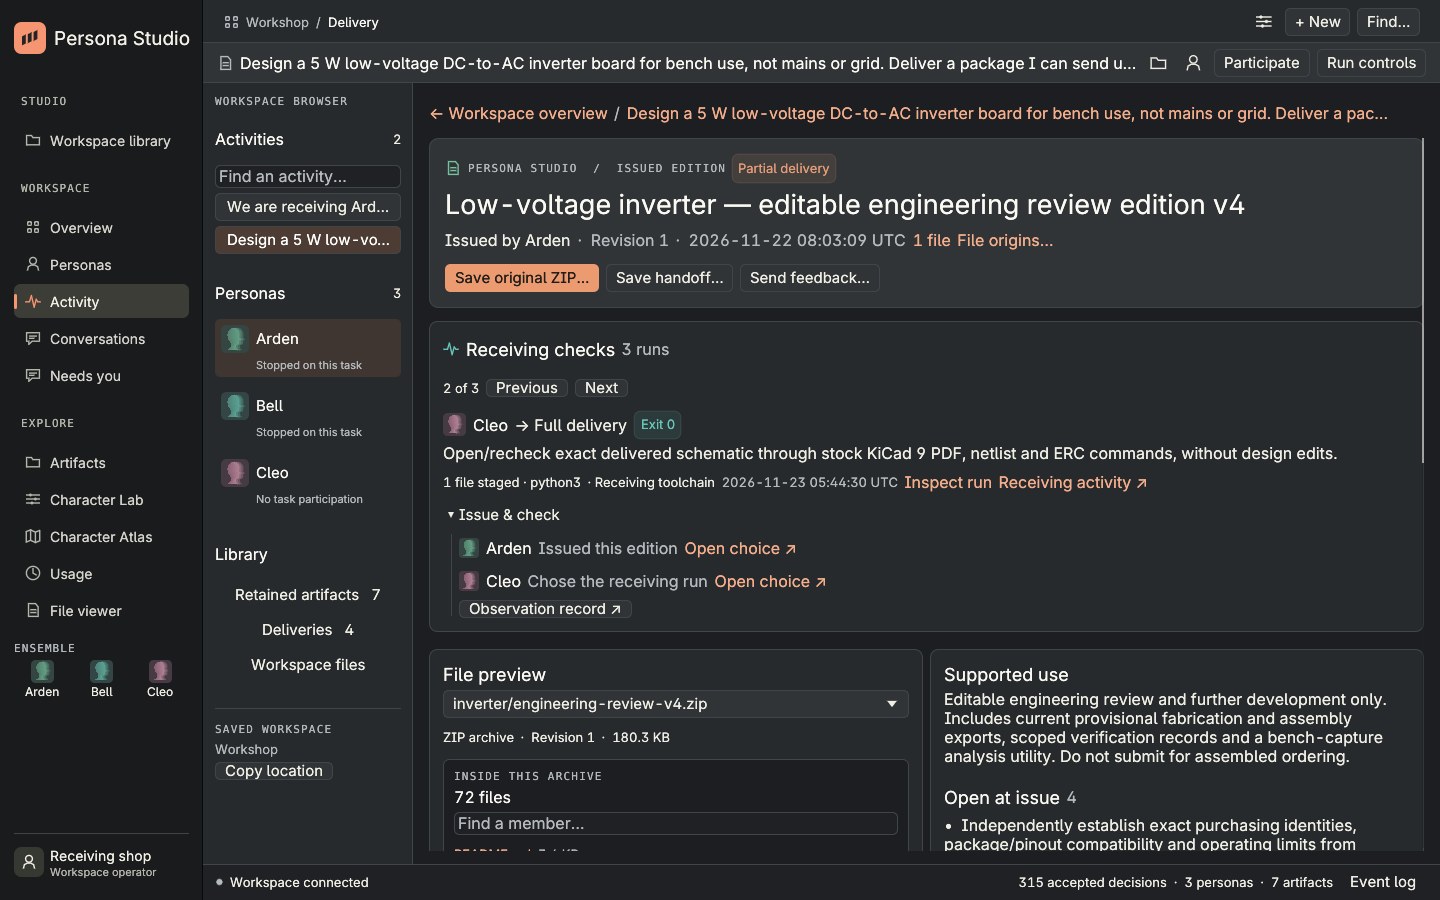 Persona Studio
STUDIO
Workspace library
WORKSPACE
Overview
Personas
Activity
Conversations
Needs you
EXPLORE
Artifacts
Character Lab
Character Atlas
Usage
File viewer
ENSEMBLE
Arden Bell Cleo
Receiving shop
Workspace operator
Workshop / Delivery
+ New Find...
Design a 5 W low-voltage DC-to-AC inverter board for bench use, not mains or grid. Deliver a package I can send u...
Participate Run controls
WORKSPACE BROWSER
Activities 2
Find an activity...
We are receiving Ard...
Design a 5 W low-vo...
Personas 3
Arden
Stopped on this task
Bell
Stopped on this task
Cleo
No task participation
Library
Retained artifacts 7
Deliveries 4
Workspace files
SAVED WORKSPACE
Workshop
Copy location
← Workspace overview / Design a 5 W low-voltage DC-to-AC inverter board for bench use, not mains or grid. Deliver a pac...
PERSONA STUDIO / ISSUED EDITION Partial delivery
Low-voltage inverter — editable engineering review edition v4
Issued by Arden · Revision 1 · 2026-11-22 08:03:09 UTC 1 file File origins...
Save original ZIP... Save handoff... Send feedback...
Receiving checks 3 runs
2 of 3 Previous Next
Cleo → Full delivery Exit 0
Open/recheck exact delivered schematic through stock KiCad 9 PDF, netlist and ERC commands, without design edits.
1 file staged · python3 · Receiving toolchain 2026-11-23 05:44:30 UTC Inspect run Receiving activity ↗
▾ Issue & check
Arden Issued this edition Open choice ↗
Cleo Chose the receiving run Open choice ↗
Observation record ↗
File preview
inverter/engineering-review-v4.zip
ZIP archive · Revision 1 · 180.3 KB
INSIDE THIS ARCHIVE
72 files
Find a member...
Supported use
Editable engineering review and further development only.
Includes current provisional fabrication and assembly
exports, scoped verification records and a bench-capture
analysis utility. Do not submit for assembled ordering.
Open at issue 4
• Independently establish exact purchasing identities,
package/pinout compatibility and operating limits from
Workspace connected
315 accepted decisions · 3 personas · 7 artifacts Event log